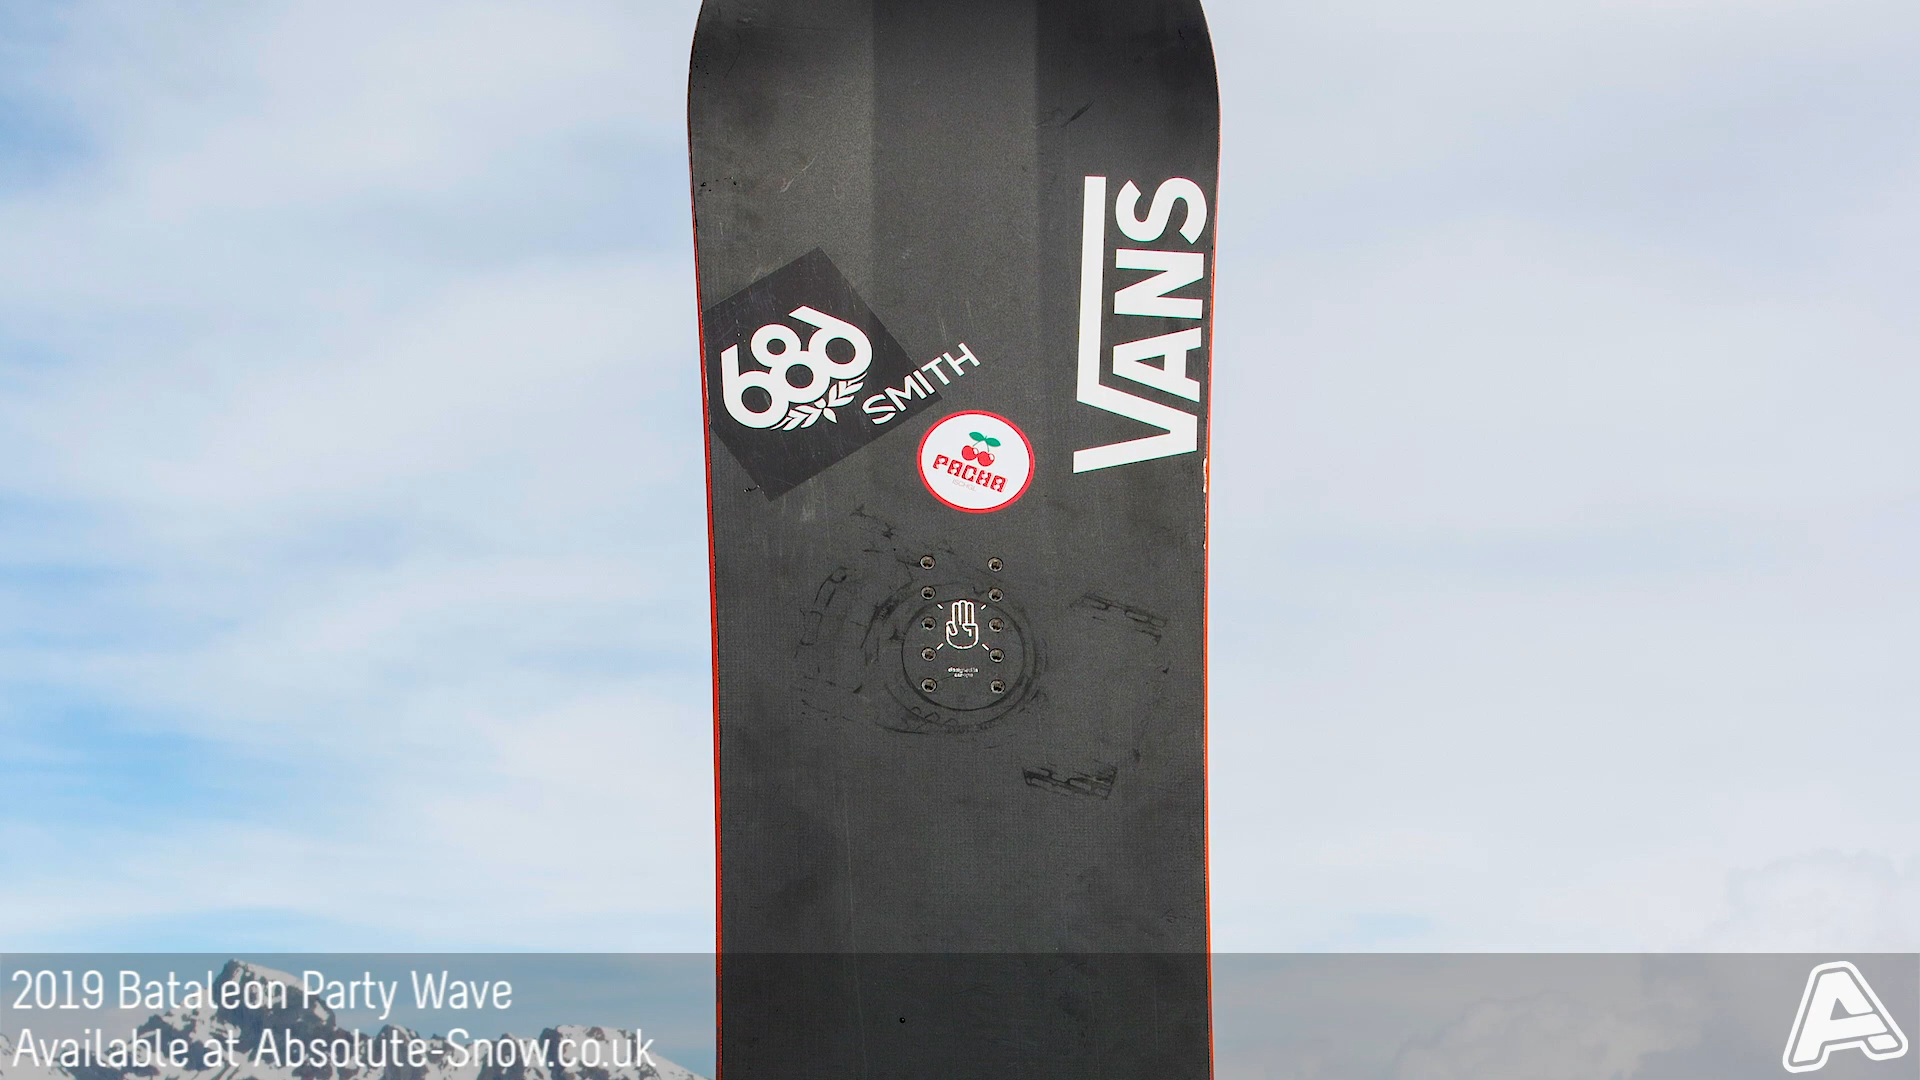 VANS
686
SMITH
PACHA
2019 Bataleon Party Wave
Available at Absolute-Snow.co.uk
A